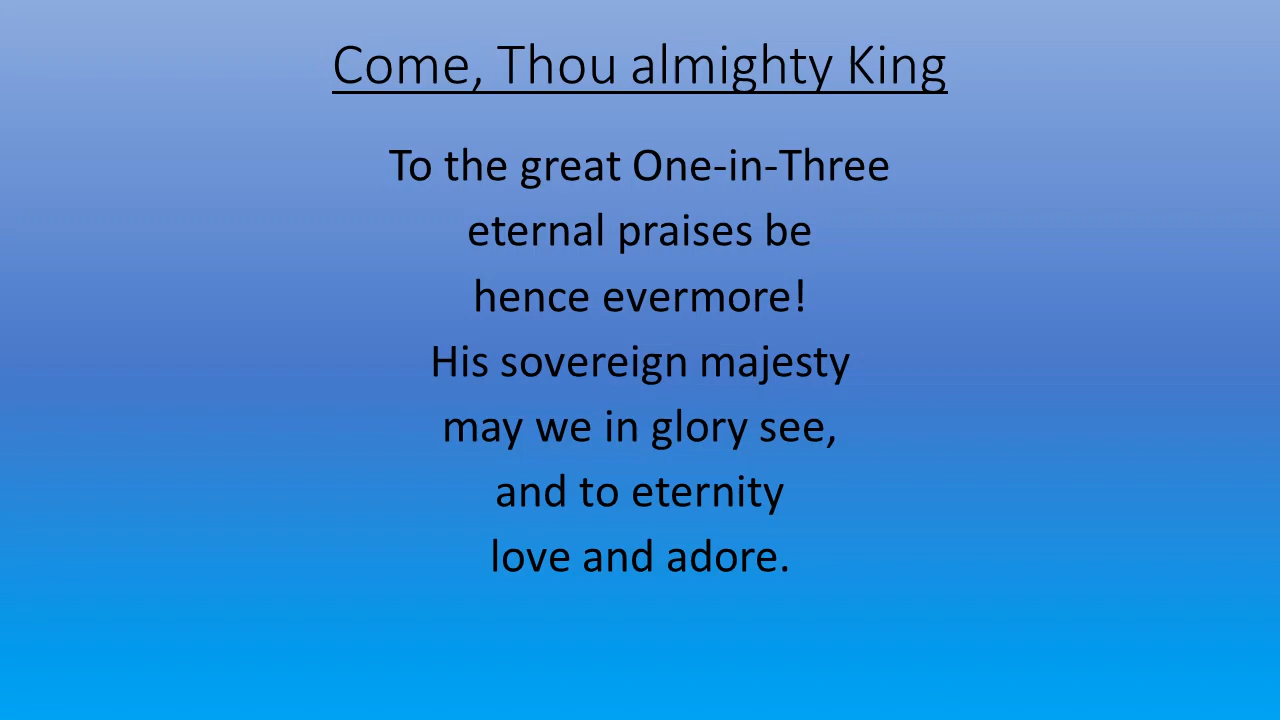 Come, Thou almighty King
To the great One-in-Three
eternal praises be
hence evermore!
His sovereign majesty
may we in glory see,
and to eternity
love and adore.